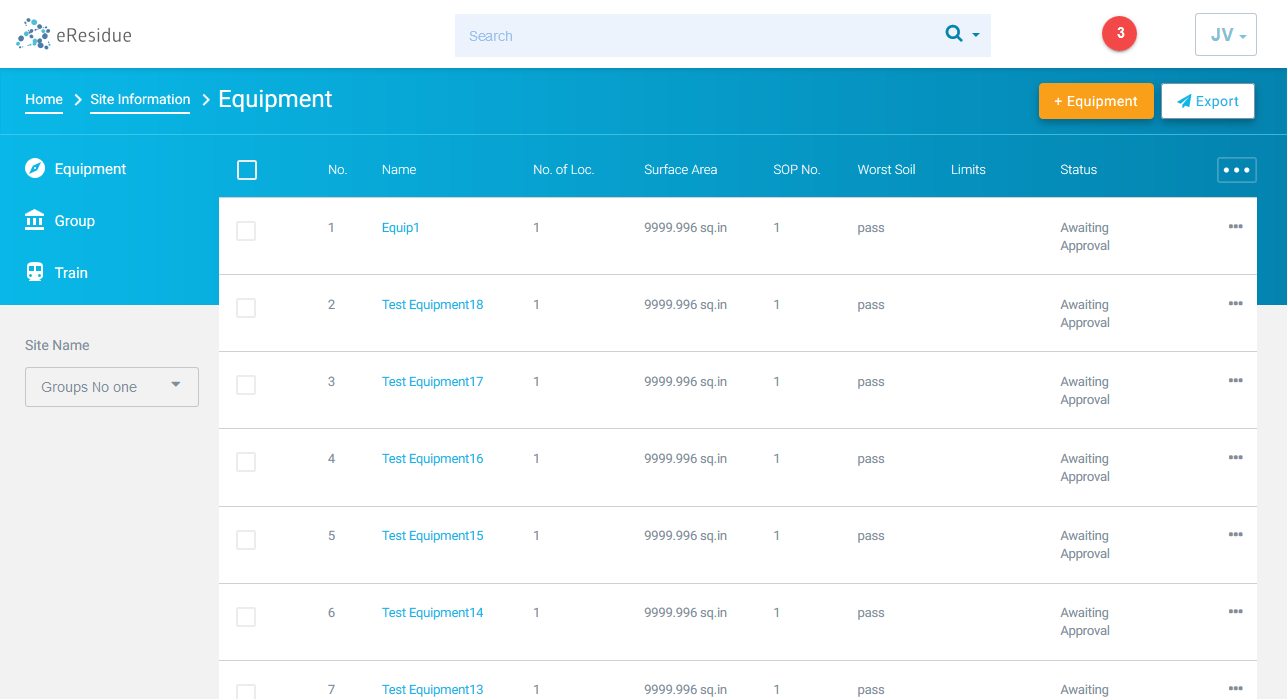 eResidue
Search
3
JV
Home > Site Information > Equipment
+ Equipment
Export
Equipment
Group
Train
Site Name
Groups No one
No. Name No. of Loc. Surface Area SOP No. Worst Soil Limits Status
1 Equip1 1 9999.996 sq.in 1 pass Awaiting Approval
2 Test Equipment18 1 9999.996 sq.in 1 pass Awaiting Approval
3 Test Equipment17 1 9999.996 sq.in 1 pass Awaiting Approval
4 Test Equipment16 1 9999.996 sq.in 1 pass Awaiting Approval
5 Test Equipment15 1 9999.996 sq.in 1 pass Awaiting Approval
6 Test Equipment14 1 9999.996 sq.in 1 pass Awaiting Approval
7 Test Equipment13 1 9999.996 sq.in 1 pass Awaiting